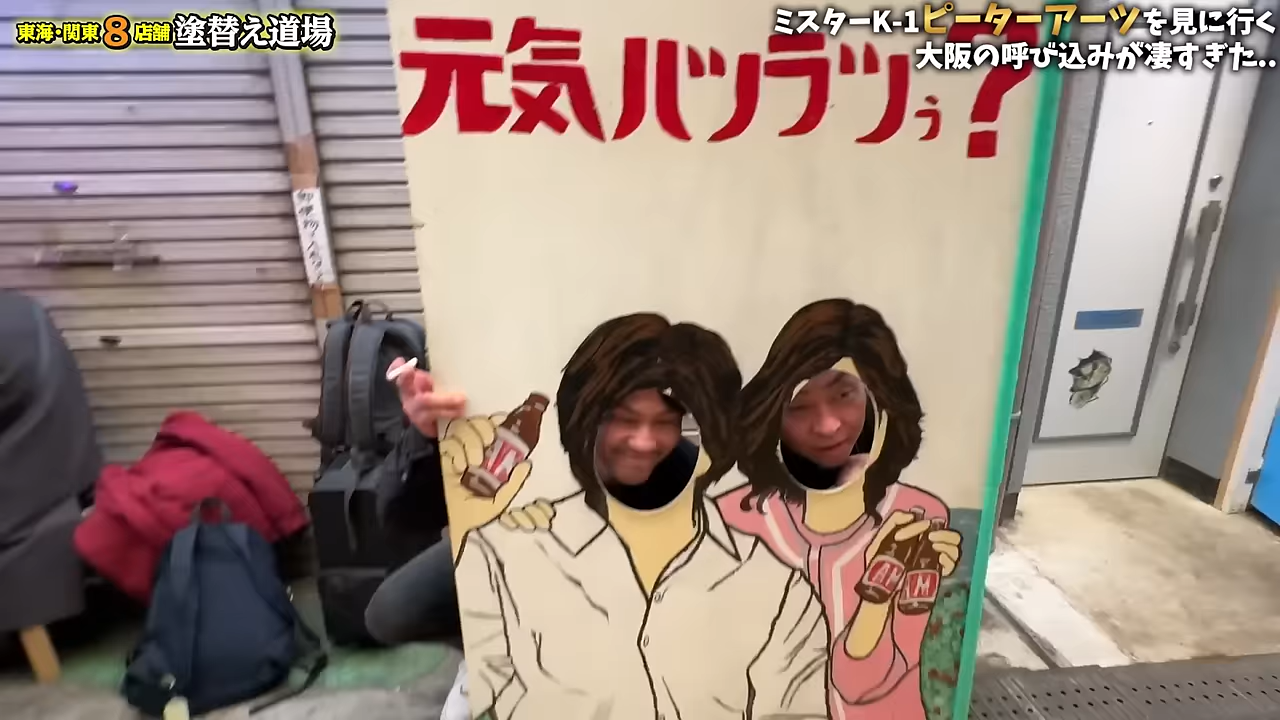 東海・関東8店舗塗替え道場
ミスターK-1ピーターアーツを見に行く
大阪の呼び込みが凄すぎた..
元気ハツラツぅ?
AM
AM
M